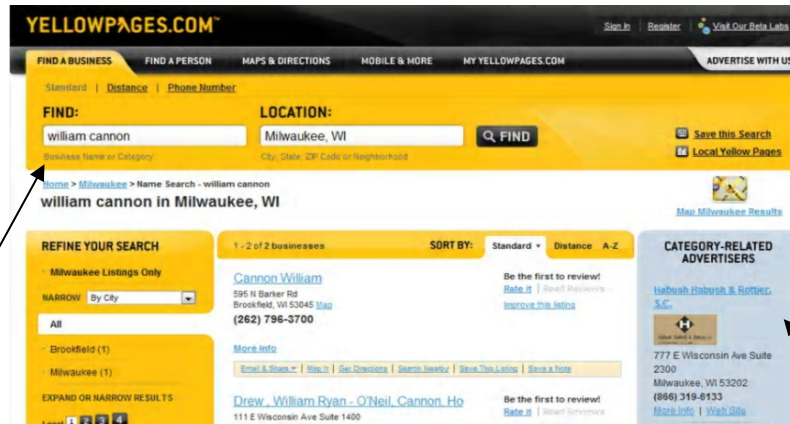 YELLOWPAGES.COM™
Sign In | Register | Visit Our Beta Labs
FIND A BUSINESS FIND A PERSON MAPS & DIRECTIONS MOBILE & MORE MY YELLOWPAGES.COM ADVERTISE WITH US
Standard | Distance | Phone Number
FIND: LOCATION:
william cannon Milwaukee, WI FIND
Business Name or Category City, State, ZIP Code or Neighborhood
Save this Search
Local Yellow Pages
Home > Milwaukee > Name Search - william cannon
william cannon in Milwaukee, WI
Map Milwaukee Results
REFINE YOUR SEARCH
Milwaukee Listings Only
NARROW By City
All
Brookfield (1)
Milwaukee (1)
EXPAND OR NARROW RESULTS
1 2 3 4
1 - 2 of 2 businesses SORT BY: Standard Distance A-Z
Cannon William
595 N Barker Rd
Brookfield, WI 53045 Map
(262) 796-3700
Be the first to review!
Rate it | Read Reviews
Improve this listing
More Info
Email & Share | Map It | Get Directions | Search Nearby | Save This Listing | Save a Note
Drew , William Ryan - O'Neil, Cannon, Ho
111 E Wisconsin Ave Suite 1400
Be the first to review!
Rate it | Read Reviews
CATEGORY-RELATED
ADVERTISERS
Habush Habush & Rottier,
S.C.
777 E Wisconsin Ave Suite
2300
Milwaukee, WI 53202
(866) 319-6133
More Info | Web Site